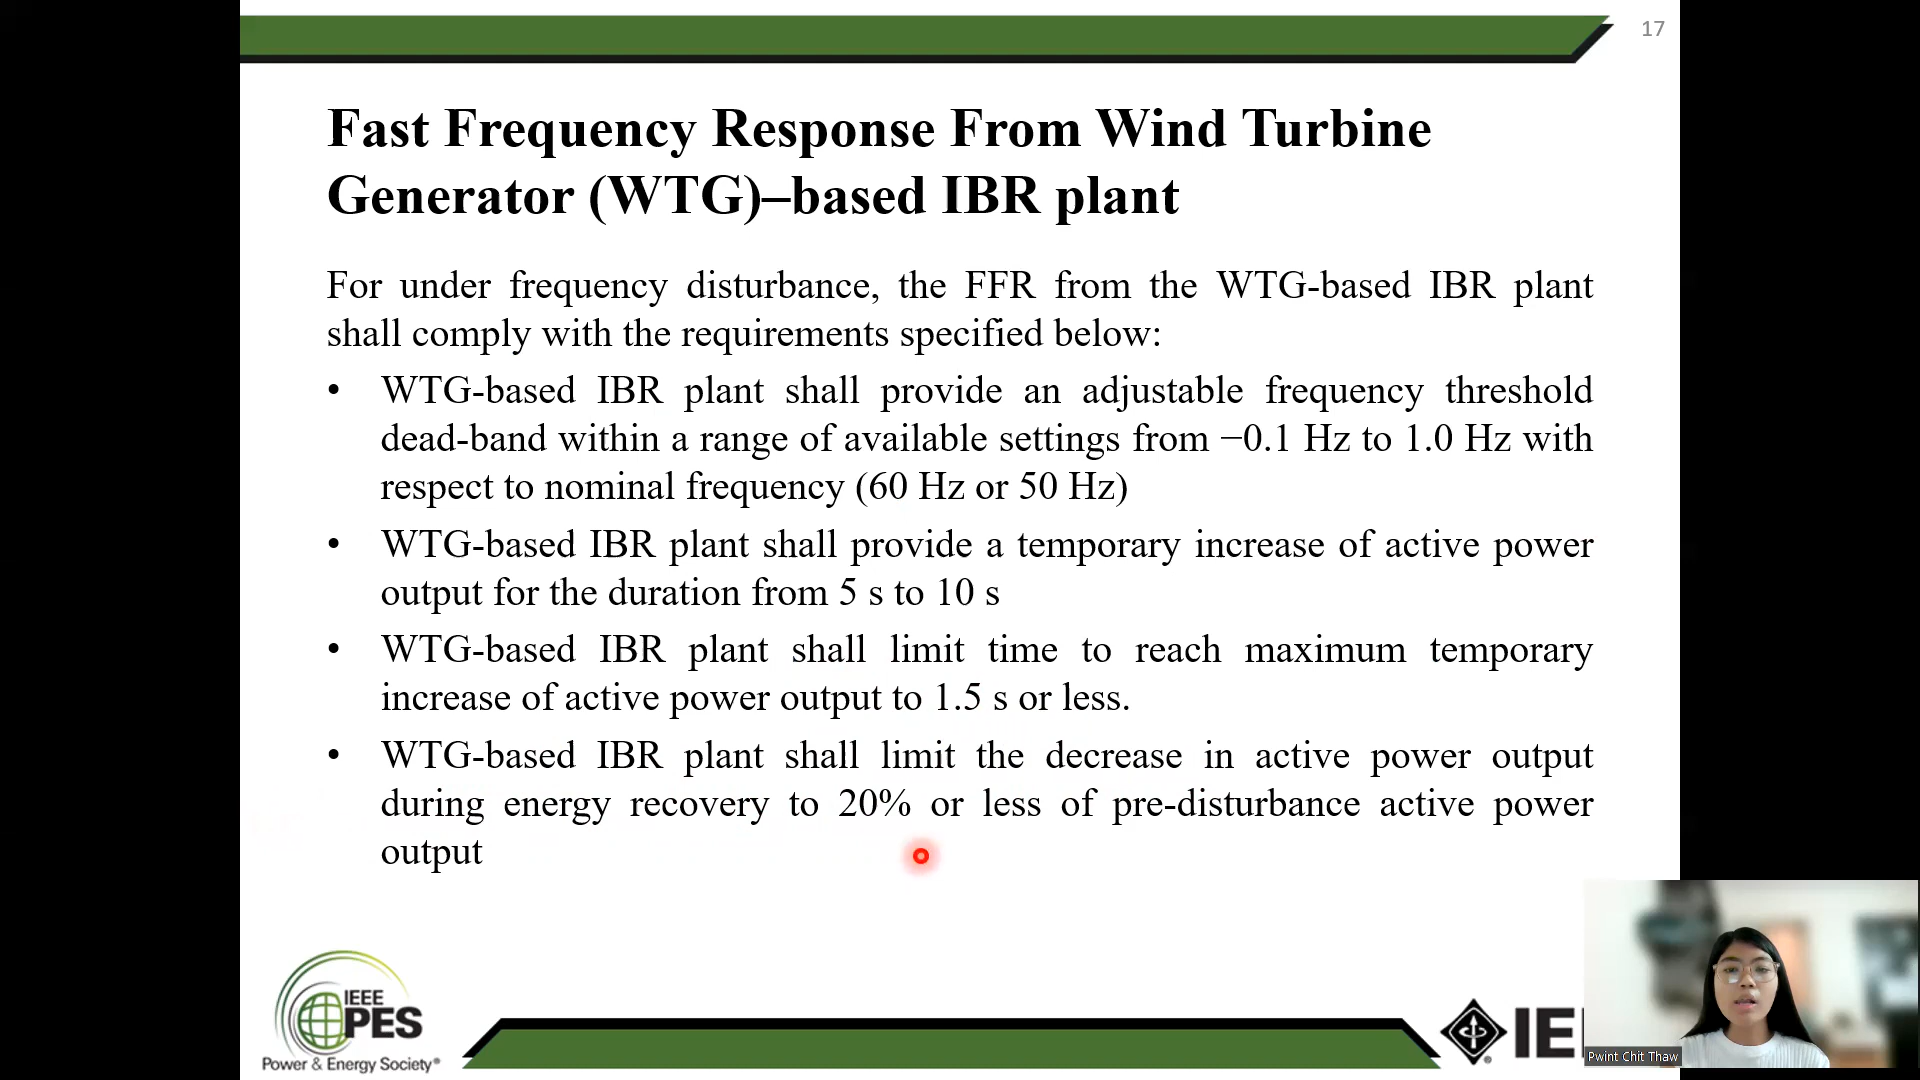 17
Fast Frequency Response From Wind Turbine
Generator (WTG)–based IBR plant
For under frequency disturbance, the FFR from the WTG-based IBR plant
shall comply with the requirements specified below:
• WTG-based IBR plant shall provide an adjustable frequency threshold
dead-band within a range of available settings from −0.1 Hz to 1.0 Hz with
respect to nominal frequency (60 Hz or 50 Hz)
• WTG-based IBR plant shall provide a temporary increase of active power
output for the duration from 5 s to 10 s
• WTG-based IBR plant shall limit time to reach maximum temporary
increase of active power output to 1.5 s or less.
• WTG-based IBR plant shall limit the decrease in active power output
during energy recovery to 20% or less of pre-disturbance active power
output
IEEE
PES
Power & Energy Society®
IE
Pwint Chit Thaw